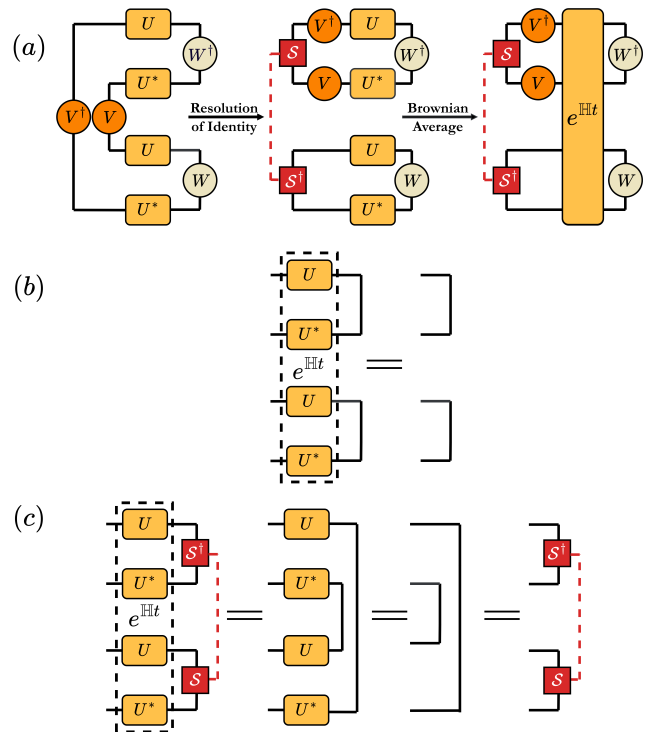 (a)
U
W†
U*
V† V
U
W
U*
Resolution
of Identity
V† U
S
W†
V U*
S†
U
W
U*
Brownian
Average
V†
S
W†
V
e^{ℍt}
S†
W
(b)
U
U*
e^{ℍt}
U
U*
=
(c)
U
S†
U*
e^{ℍt}
U
S
U*
=
U
U*
U
U*
=
=
S†
S